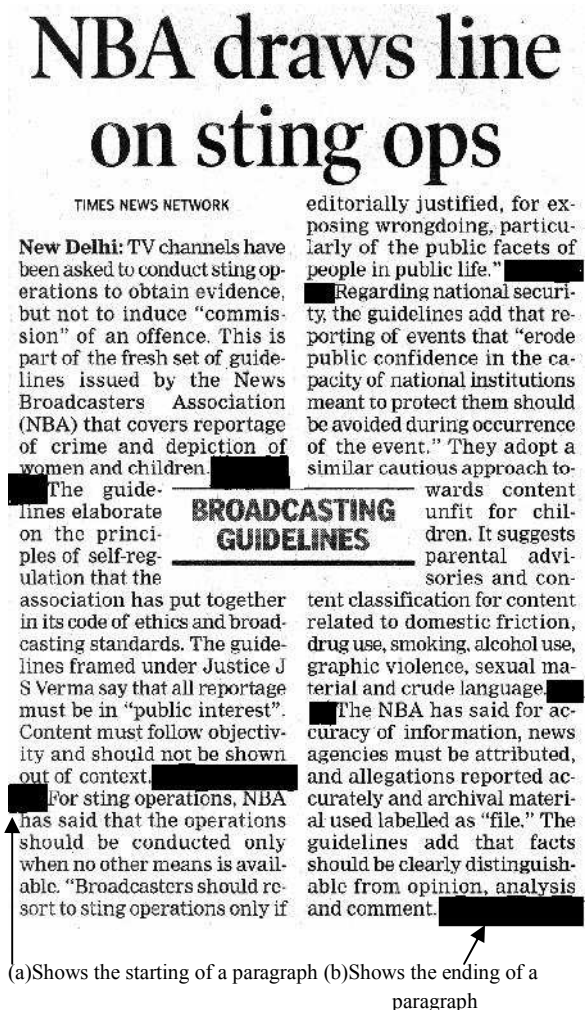 NBA draws line
on sting ops
TIMES NEWS NETWORK
New Delhi: TV channels have
been asked to conduct sting op-
erations to obtain evidence,
but not to induce “commis-
sion” of an offence. This is
part of the fresh set of guide-
lines issued by the News
Broadcasters Association
(NBA) that covers reportage
of crime and depiction of
women and children.
The guide-
lines elaborate
on the princi-
ples of self-reg-
ulation that the
association has put together
in its code of ethics and broad-
casting standards. The guide-
lines framed under Justice J
S Verma say that all reportage
must be in “public interest”.
Content must follow objectiv-
ity and should not be shown
out of context.
For sting operations, NBA
has said that the operations
should be conducted only
when no other means is avail-
able. “Broadcasters should re-
sort to sting operations only if
BROADCASTING
GUIDELINES
editorially justified, for ex-
posing wrongdoing, particu-
larly of the public facets of
people in public life.”
Regarding national securi-
ty, the guidelines add that re-
porting of events that “erode
public confidence in the ca-
pacity of national institutions
meant to protect them should
be avoided during occurrence
of the event.” They adopt a
similar cautious approach to-
wards content
unfit for chil-
dren. It suggests
parental advi-
sories and con-
tent classification for content
related to domestic friction,
drug use, smoking, alcohol use,
graphic violence, sexual ma-
terial and crude language.
The NBA has said for ac-
curacy of information, news
agencies must be attributed,
and allegations reported ac-
curately and archival materi-
al used labelled as “file.” The
guidelines add that facts
should be clearly distinguish-
able from opinion, analysis
and comment.
(a)Shows the starting of a paragraph (b)Shows the ending of a
paragraph